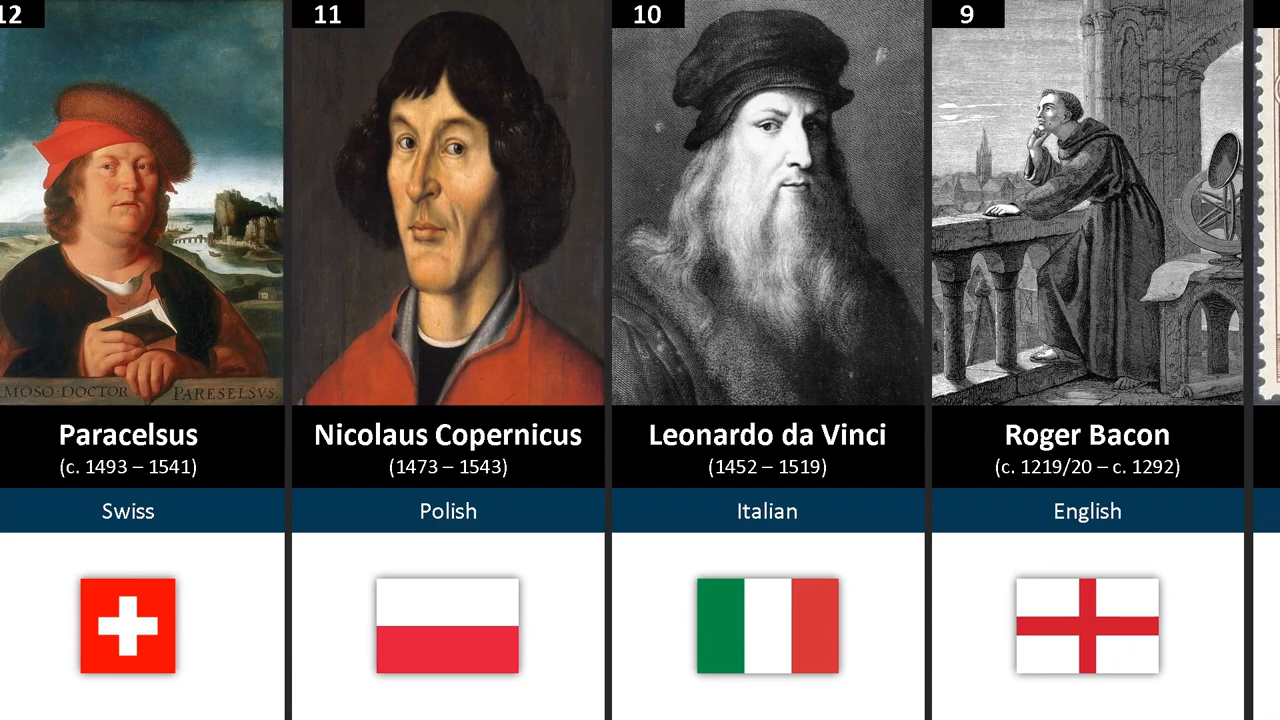 12
11
10
9
MOSO·DOCTOR PARESELSVS
Paracelsus
(c. 1493 – 1541)
Swiss
Nicolaus Copernicus
(1473 – 1543)
Polish
Leonardo da Vinci
(1452 – 1519)
Italian
Roger Bacon
(c. 1219/20 – c. 1292)
English